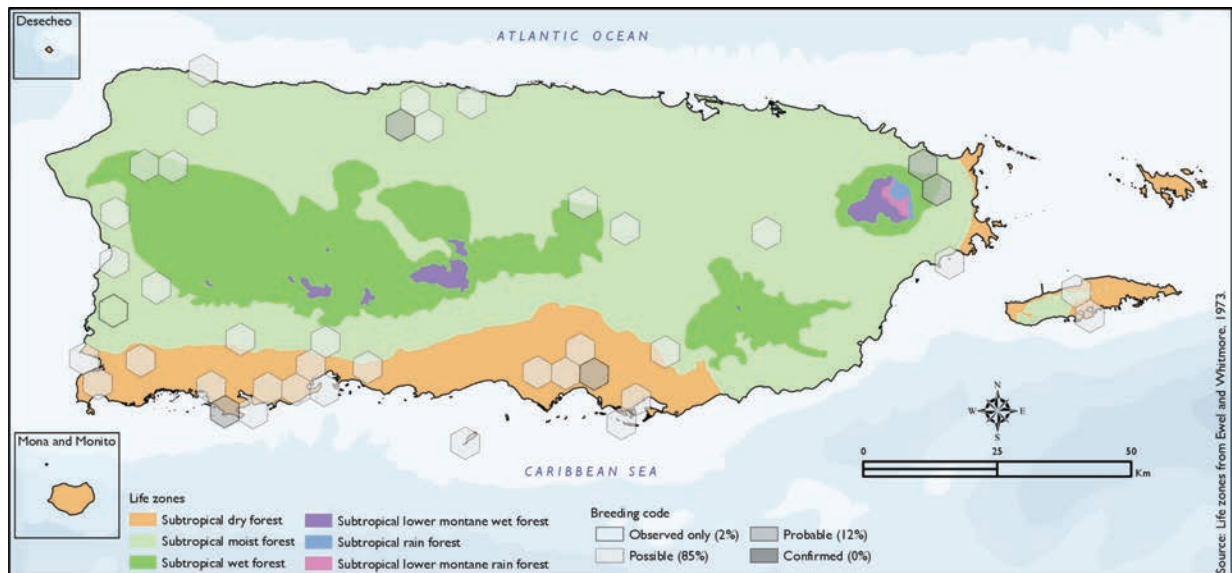 Desecheo
ATLANTIC OCEAN
Source: Life zones from Ewel and Whitmore, 1973.
N
W E
S
Mona and Monito
CARIBBEAN SEA
0 25 50
Km
Life zones
Subtropical dry forest
Subtropical moist forest
Subtropical wet forest
Subtropical lower montane wet forest
Subtropical rain forest
Subtropical lower montane rain forest
Breeding code
Observed only (2%)
Possible (85%)
Probable (12%)
Confirmed (0%)